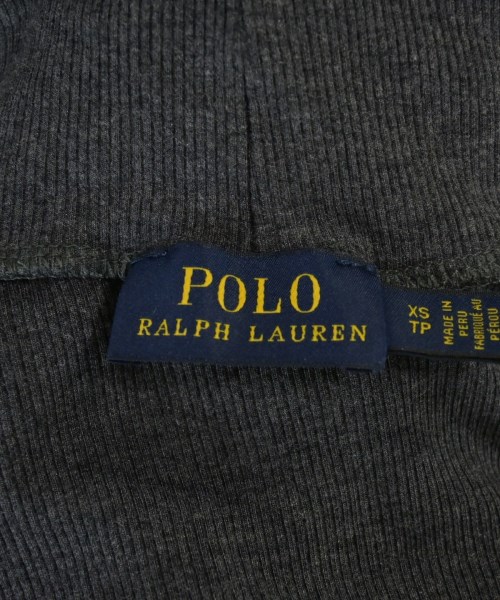 POLO
RALPH LAUREN
XS
TP
MADE IN
PERU
FABRIQUÉ AU
PÉROU